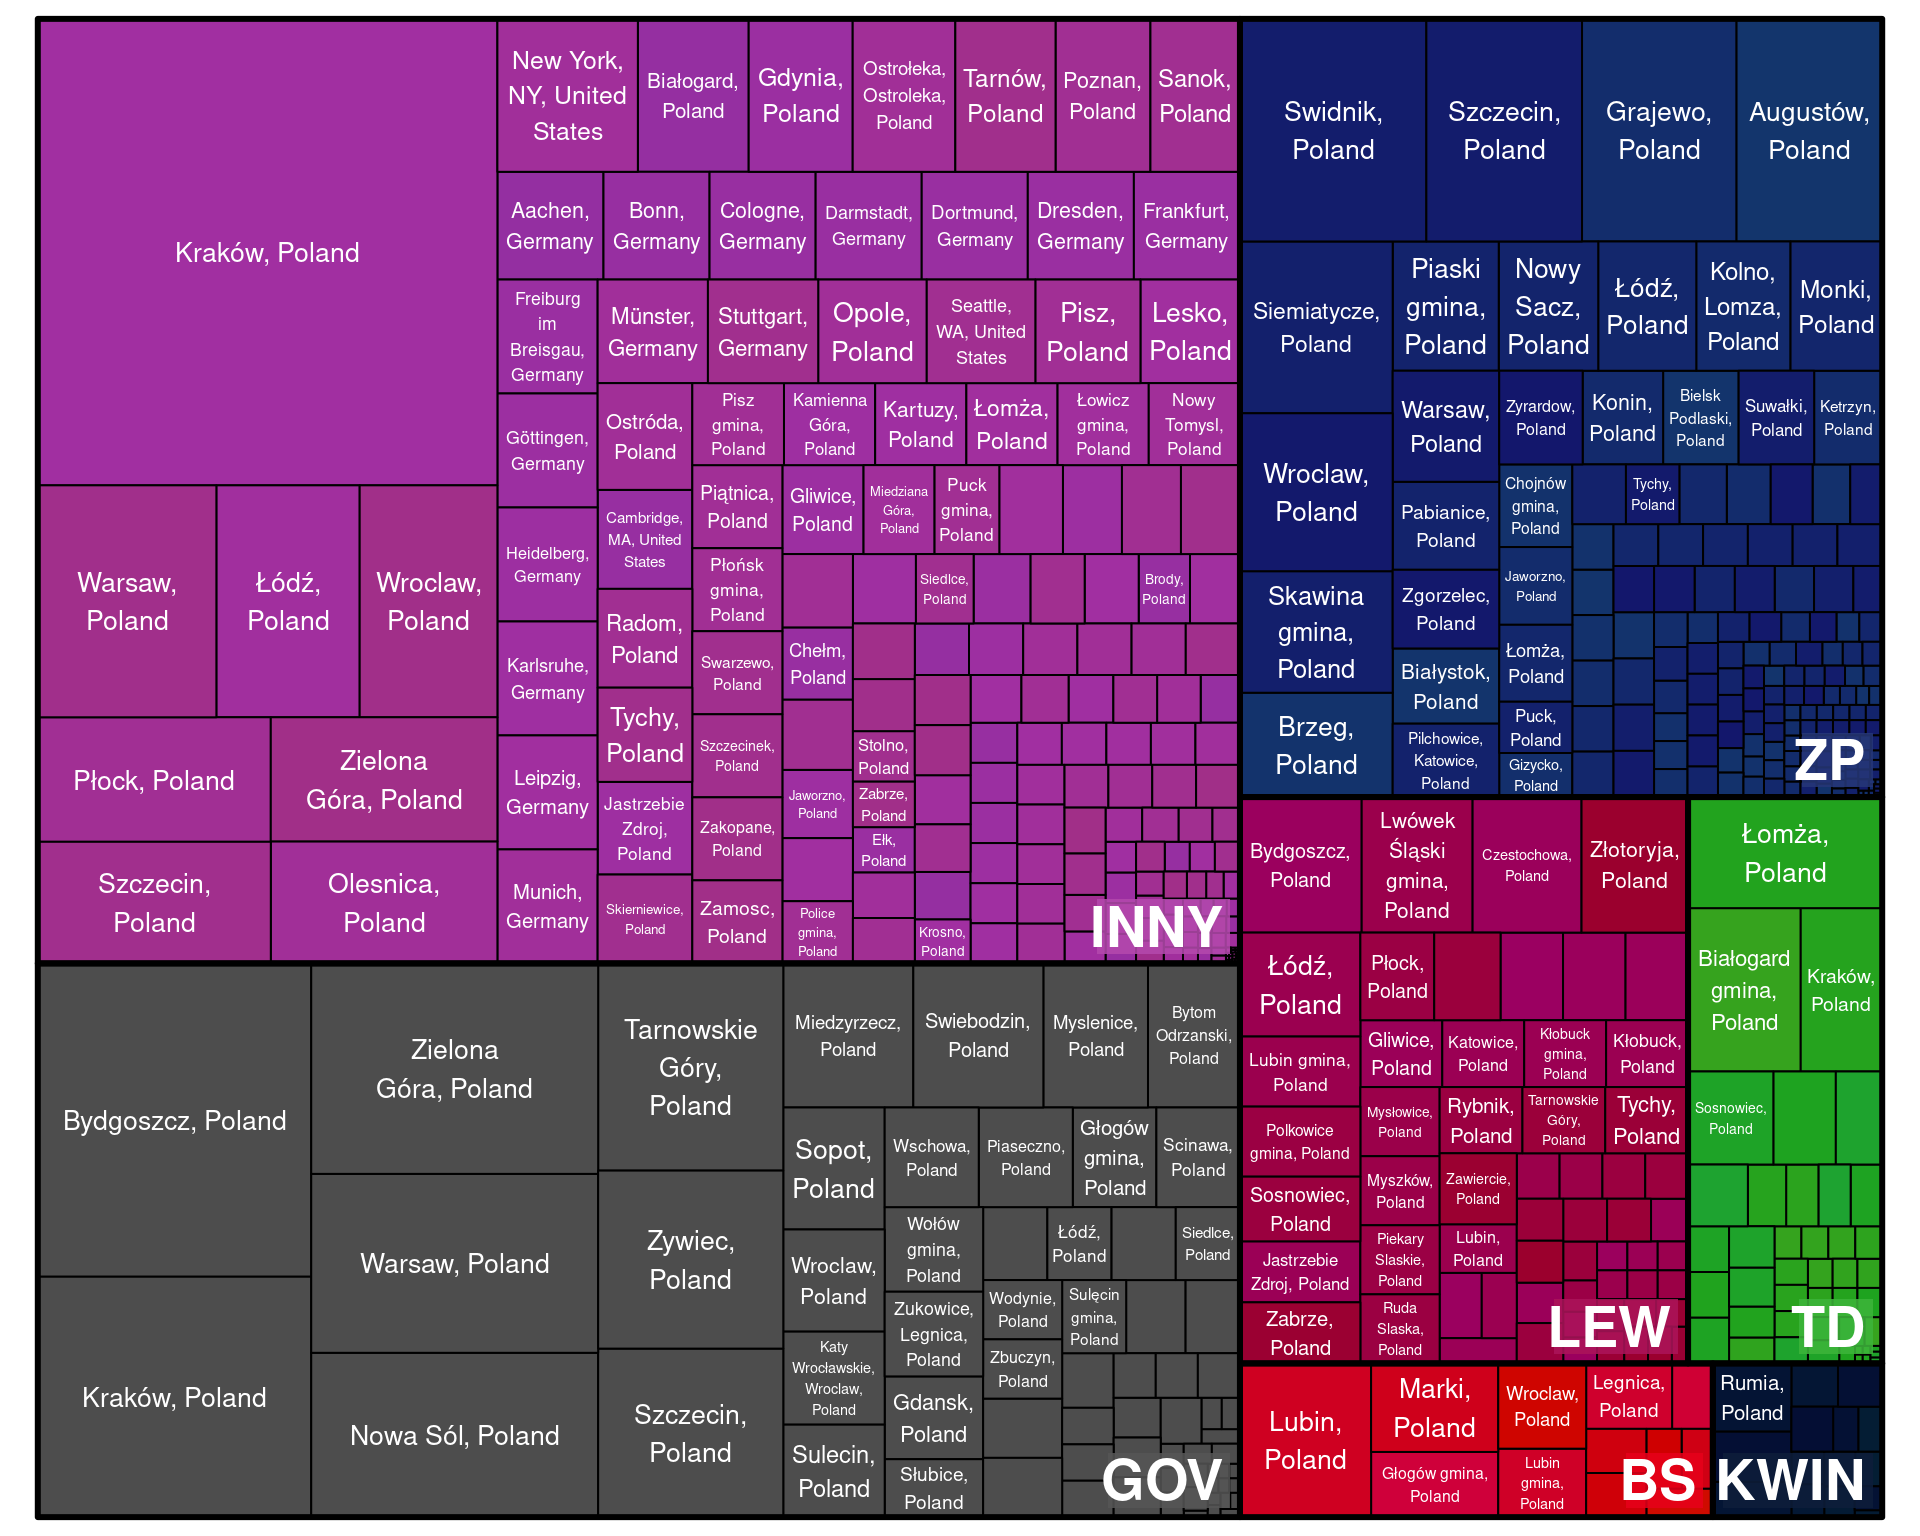 Kraków, Poland
Warsaw,
Poland
Łódź,
Poland
Wroclaw,
Poland
Płock, Poland
Zielona
Góra, Poland
Szczecin,
Poland
Olesnica,
Poland
New York,
NY, United
States
Białogard,
Poland
Gdynia,
Poland
Ostrołeka,
Ostroleka,
Poland
Tarnów,
Poland
Poznan,
Poland
Sanok,
Poland
Aachen,
Germany
Bonn,
Germany
Cologne,
Germany
Darmstadt,
Germany
Dortmund,
Germany
Dresden,
Germany
Frankfurt,
Germany
Freiburg
im
Breisgau,
Germany
Göttingen,
Germany
Heidelberg,
Germany
Karlsruhe,
Germany
Leipzig,
Germany
Munich,
Germany
Münster,
Germany
Stuttgart,
Germany
Opole,
Poland
Seattle,
WA, United
States
Pisz,
Poland
Lesko,
Poland
Ostróda,
Poland
Cambridge,
MA, United
States
Radom,
Poland
Tychy,
Poland
Jastrzebie
Zdroj,
Poland
Skierniewice,
Poland
Pisz
gmina,
Poland
Kamienna
Góra,
Poland
Kartuzy,
Poland
Łomża,
Poland
Łowicz
gmina,
Poland
Nowy
Tomysl,
Poland
Piątnica,
Poland
Płońsk
gmina,
Poland
Swarzewo,
Poland
Szczecinek,
Poland
Zakopane,
Poland
Zamosc,
Poland
Gliwice,
Poland
Miedziana
Góra,
Poland
Puck
gmina,
Poland
Siedlce,
Poland
Brody,
Poland
Chełm,
Poland
Jaworzno,
Poland
Police
gmina,
Poland
Stolno,
Poland
Zabrze,
Poland
Ełk,
Poland
Krosno,
Poland
INNY
Bydgoszcz, Poland
Kraków, Poland
Zielona
Góra, Poland
Warsaw, Poland
Nowa Sól, Poland
Tarnowskie
Góry,
Poland
Zywiec,
Poland
Szczecin,
Poland
Miedzyrzecz,
Poland
Swiebodzin,
Poland
Myslenice,
Poland
Bytom
Odrzanski,
Poland
Sopot,
Poland
Wroclaw,
Poland
Katy
Wrocławskie,
Wroclaw,
Poland
Sulecin,
Poland
Wschowa,
Poland
Piaseczno,
Poland
Głogów
gmina,
Poland
Scinawa,
Poland
Wołów
gmina,
Poland
Zukowice,
Legnica,
Poland
Gdansk,
Poland
Słubice,
Poland
Łódź,
Poland
Siedlce,
Poland
Wodynie,
Poland
Zbuczyn,
Poland
Sulęcin
gmina,
Poland
GOV
Swidnik,
Poland
Szczecin,
Poland
Grajewo,
Poland
Augustów,
Poland
Siemiatycze,
Poland
Wroclaw,
Poland
Skawina
gmina,
Poland
Brzeg,
Poland
Piaski
gmina,
Poland
Nowy
Sacz,
Poland
Łódź,
Poland
Kolno,
Lomza,
Poland
Monki,
Poland
Warsaw,
Poland
Pabianice,
Poland
Zgorzelec,
Poland
Białystok,
Poland
Pilchowice,
Katowice,
Poland
Zyrardow,
Poland
Konin,
Poland
Bielsk
Podlaski,
Poland
Suwałki,
Poland
Ketrzyn,
Poland
Chojnów
gmina,
Poland
Jaworzno,
Poland
Łomża,
Poland
Puck,
Poland
Gizycko,
Poland
Tychy,
Poland
ZP
Bydgoszcz,
Poland
Lwówek
Śląski
gmina,
Poland
Czestochowa,
Poland
Złotoryja,
Poland
Łódź,
Poland
Lubin gmina,
Poland
Polkowice
gmina, Poland
Sosnowiec,
Poland
Jastrzebie
Zdroj, Poland
Zabrze,
Poland
Płock,
Poland
Gliwice,
Poland
Katowice,
Poland
Kłobuck
gmina,
Poland
Kłobuck,
Poland
Mysłowice,
Poland
Rybnik,
Poland
Tarnowskie
Góry,
Poland
Tychy,
Poland
Myszków,
Poland
Piekary
Slaskie,
Poland
Ruda
Slaska,
Poland
Zawiercie,
Poland
Lubin,
Poland
LEW
Łomża,
Poland
Białogard
gmina,
Poland
Kraków,
Poland
Sosnowiec,
Poland
TD
Lubin,
Poland
Marki,
Poland
Głogów gmina,
Poland
Wroclaw,
Poland
Lubin
gmina,
Poland
Legnica,
Poland
BS
Rumia,
Poland
KWIN